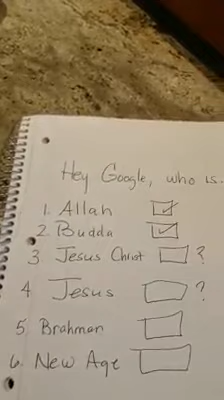 Hey Google, who is.
1. Allah ☑
2. Budda ☑
3 Jesus Christ ☐ ?
4 Jesus ☐ ?
5. Brahman ☐
6. New Age ☐